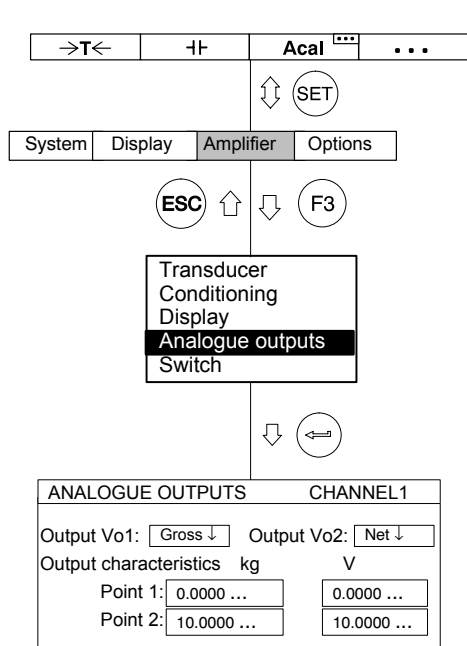 →T← ⊣⊢ Acal ... ...
SET
System Display Amplifier Options
ESC F3
Transducer
Conditioning
Display
Analogue outputs
Switch
ANALOGUE OUTPUTS CHANNEL1
Output Vo1: Gross↓ Output Vo2: Net↓
Output characteristics kg V
Point 1: 0.0000 ... 0.0000 ...
Point 2: 10.0000 ... 10.0000 ...